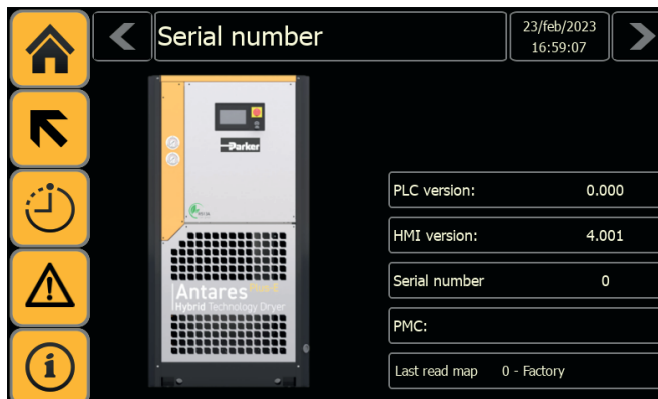 Serial number
23/feb/2023
16:59:07
Parker
Antares Plus-E
Hybrid Technology Dryer
PLC version: 0.000
HMI version: 4.001
Serial number 0
PMC:
Last read map 0 - Factory